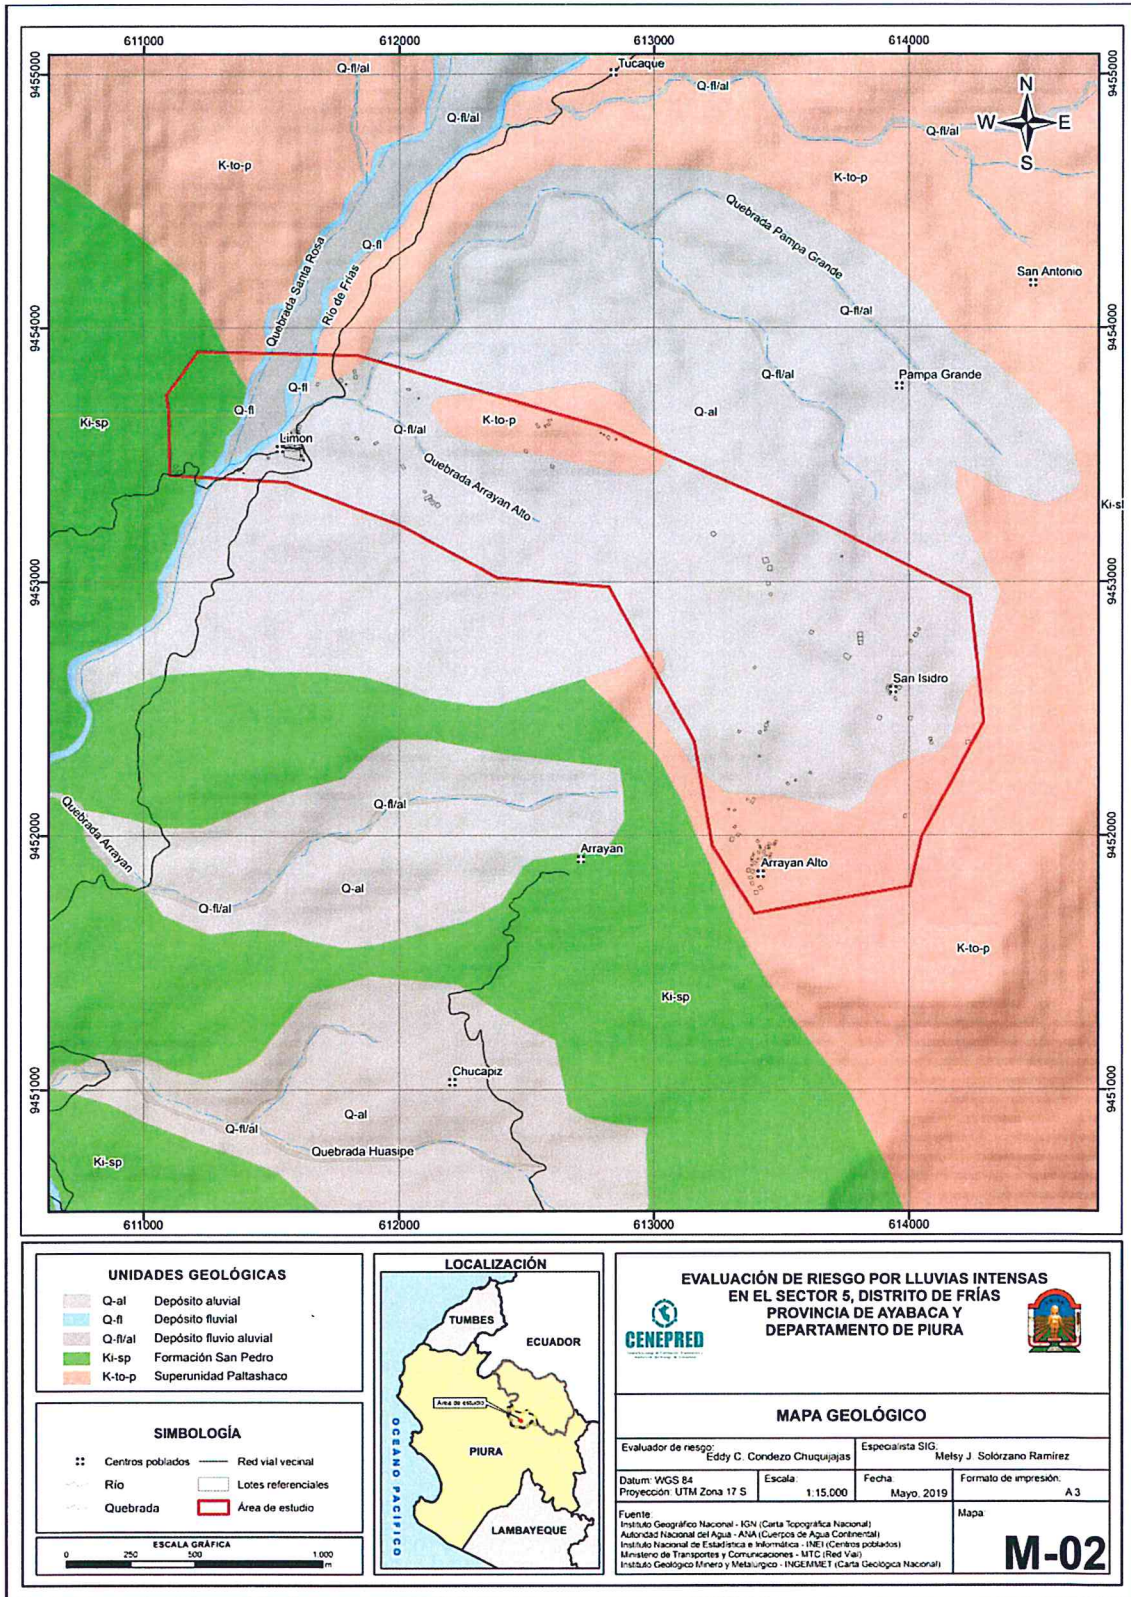 611000 612000 613000 614000
9455000
9455000
Tucaque
Q-fl/al
Q-fl/al
Q-fl/al
Q-fl/al
N
W E
S
K-to-p
K-to-p
Quebrada Santa Rosa
Q-fl
Río de Frías
Quebrada Pampa Grande
San Antonio
Q-fl/al
9454000
9454000
Q-fl/al
Pampa Grande
Q-fl
Q-fl
Ki-sp
Limon
Q-fl/al
K-to-p
Q-al
Quebrada Arrayan Alto
Ki-s
9453000
9453000
San Isidro
Quebrada Arrayan
Q-fl/al
9452000
9452000
Arrayan
Arrayan Alto
Q-al
Q-fl/al
K-to-p
Ki-sp
9451000
9451000
Chucapiz
Q-al
Q-fl/al
Quebrada Huasipe
Ki-sp
611000 612000 613000 614000
UNIDADES GEOLÓGICAS
Q-al Depósito aluvial
Q-fl Depósito fluvial
Q-fl/al Depósito fluvio aluvial
Ki-sp Formación San Pedro
K-to-p Superunidad Paltashaco
SIMBOLOGÍA
Centros poblados Red vial vecinal
Río Lotes referenciales
Quebrada Área de estudio
ESCALA GRÁFICA
0 250 500 1 000
m
LOCALIZACIÓN
TUMBES
ECUADOR
Área de estudio
PIURA
OCEANO PACÍFICO
LAMBAYEQUE
CENEPRED
EVALUACIÓN DE RIESGO POR LLUVIAS INTENSAS
EN EL SECTOR 5, DISTRITO DE FRÍAS
PROVINCIA DE AYABACA Y
DEPARTAMENTO DE PIURA
MAPA GEOLÓGICO
Evaluador de riesgo:
Eddy C. Condezo Chuquijajas
Especialista SIG.
Melsy J. Solórzano Ramírez
Datum: WGS 84
Proyección: UTM Zona 17 S
Escala:
1:15,000
Fecha
Mayo, 2019
Formato de impresión:
A 3
Fuente:
Instituto Geográfico Nacional - IGN (Carta Topográfica Nacional)
Autoridad Nacional del Agua - ANA (Cuerpos de Agua Continental)
Instituto Nacional de Estadística e Informática - INEI (Centros poblados)
Ministerio de Transportes y Comunicaciones - MTC (Red Vial)
Instituto Geológico Minero y Metalúrgico - INGEMMET (Carta Geológica Nacional)
Mapa:
M-02